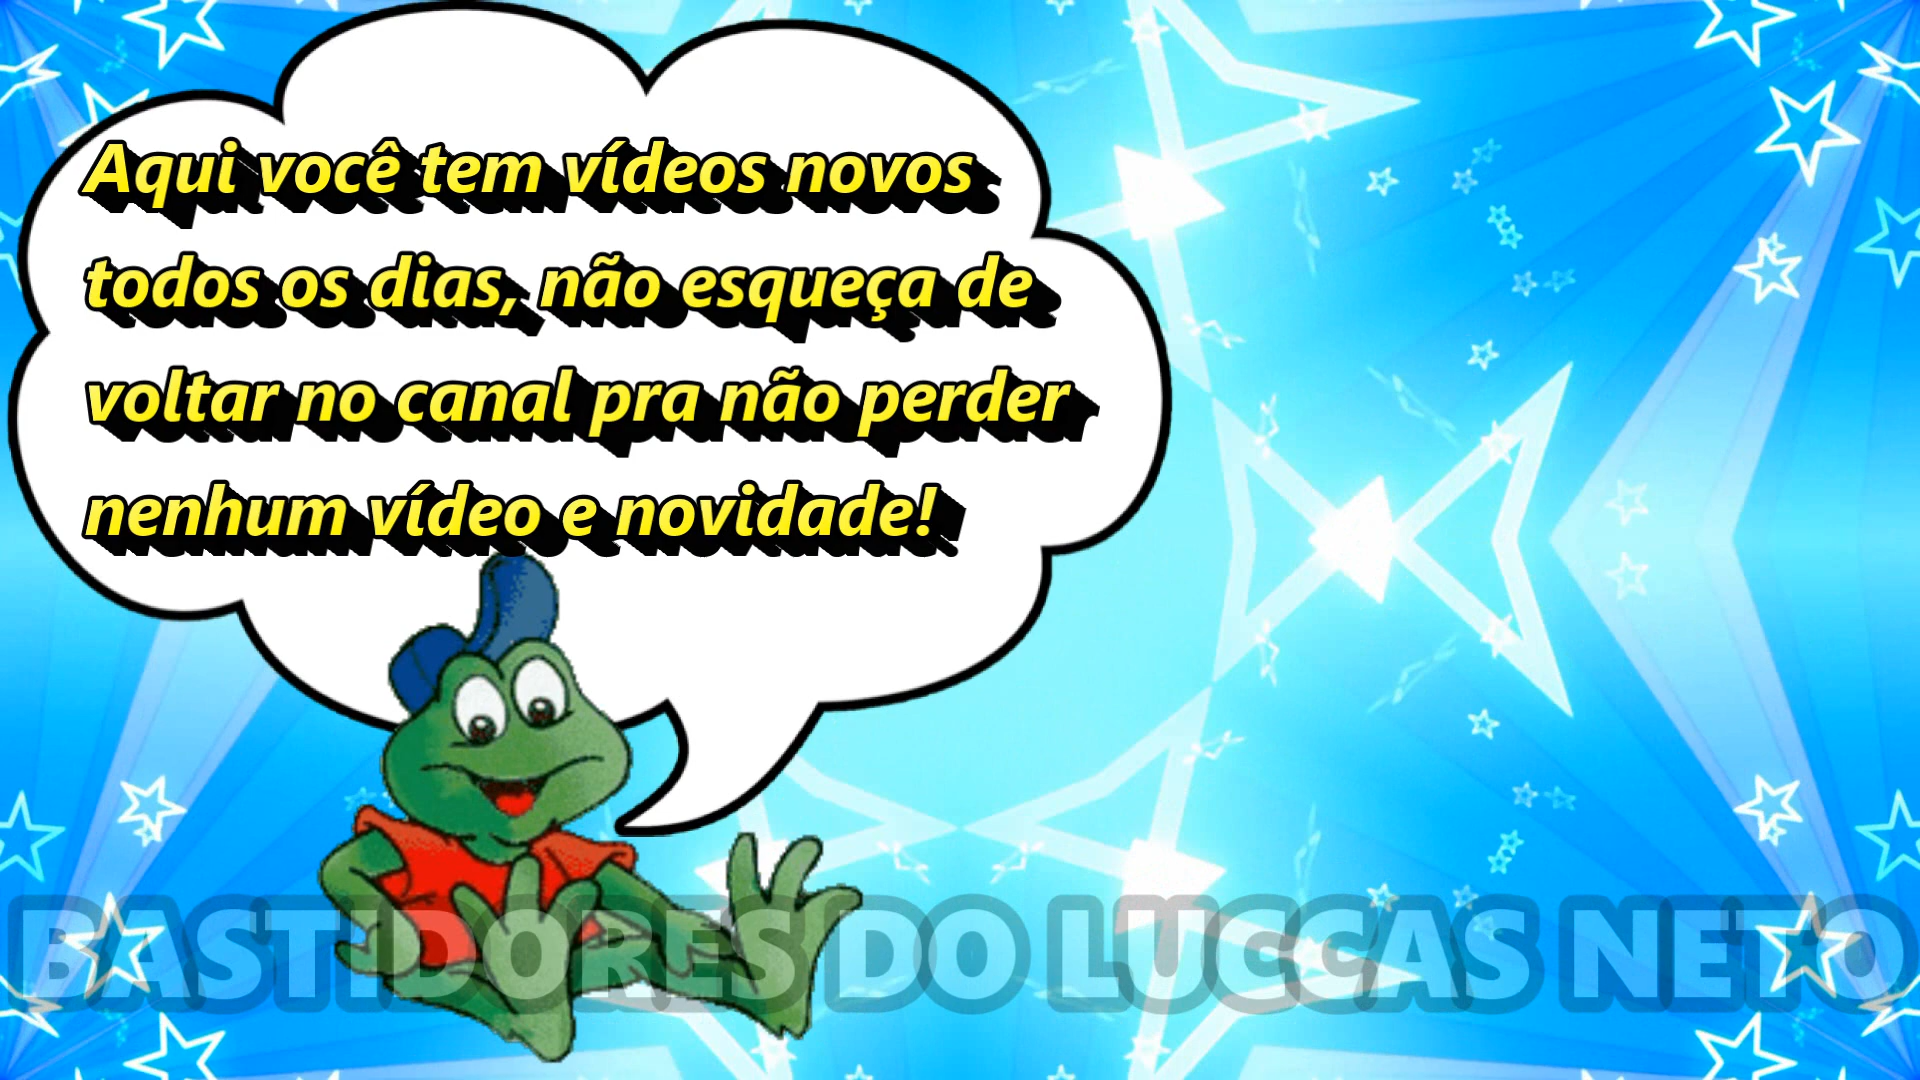 Aqui você tem vídeos novos
todos os dias, não esqueça de
voltar no canal pra não perder
nenhum vídeo e novidade!
BASTIDORES DO LUCCAS NETO